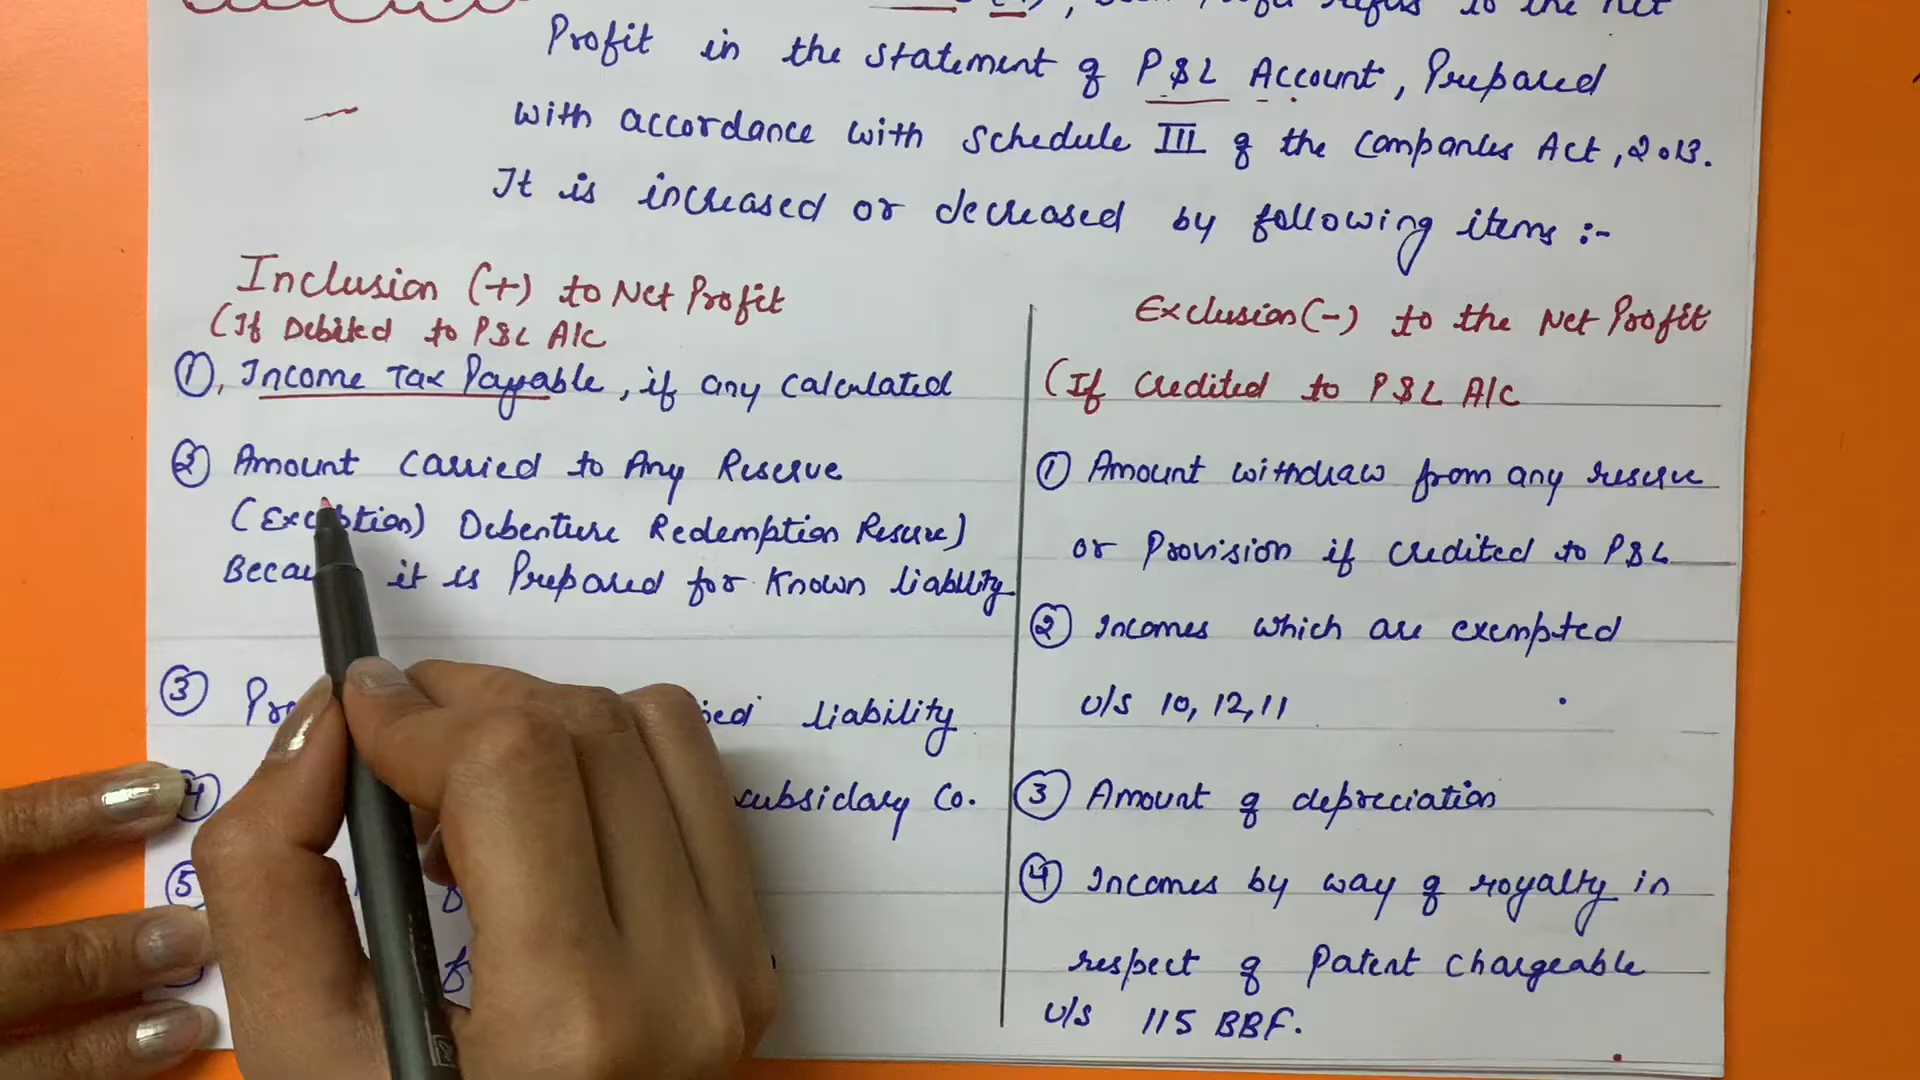 Profit in the statement of P&L Account, Prepared
with accordance with Schedule III of the Companies Act, 2013.
It is increased or decreased by following items :-
Inclusion (+) to Net Profit
(If Debited to P&L A/c
①, Income Tax Payable, if any calculated
② Amount carried to Any Reserve
(Exception) Debenture Redemption Reserve)
it is Prepared for Known liability
③ liability
④ subsidary Co.
⑤
Exclusion (-) to the Net Profit
(If Credited to P&L A/c
① Amount withdraw from any reserve
or Provision if credited to P&L
② Incomes which are exempted
U/S 10, 12, 11
③ Amount of depreciation
④ Incomes by way of royalty in
respect of Patent chargeable
U/S 115 BBF.